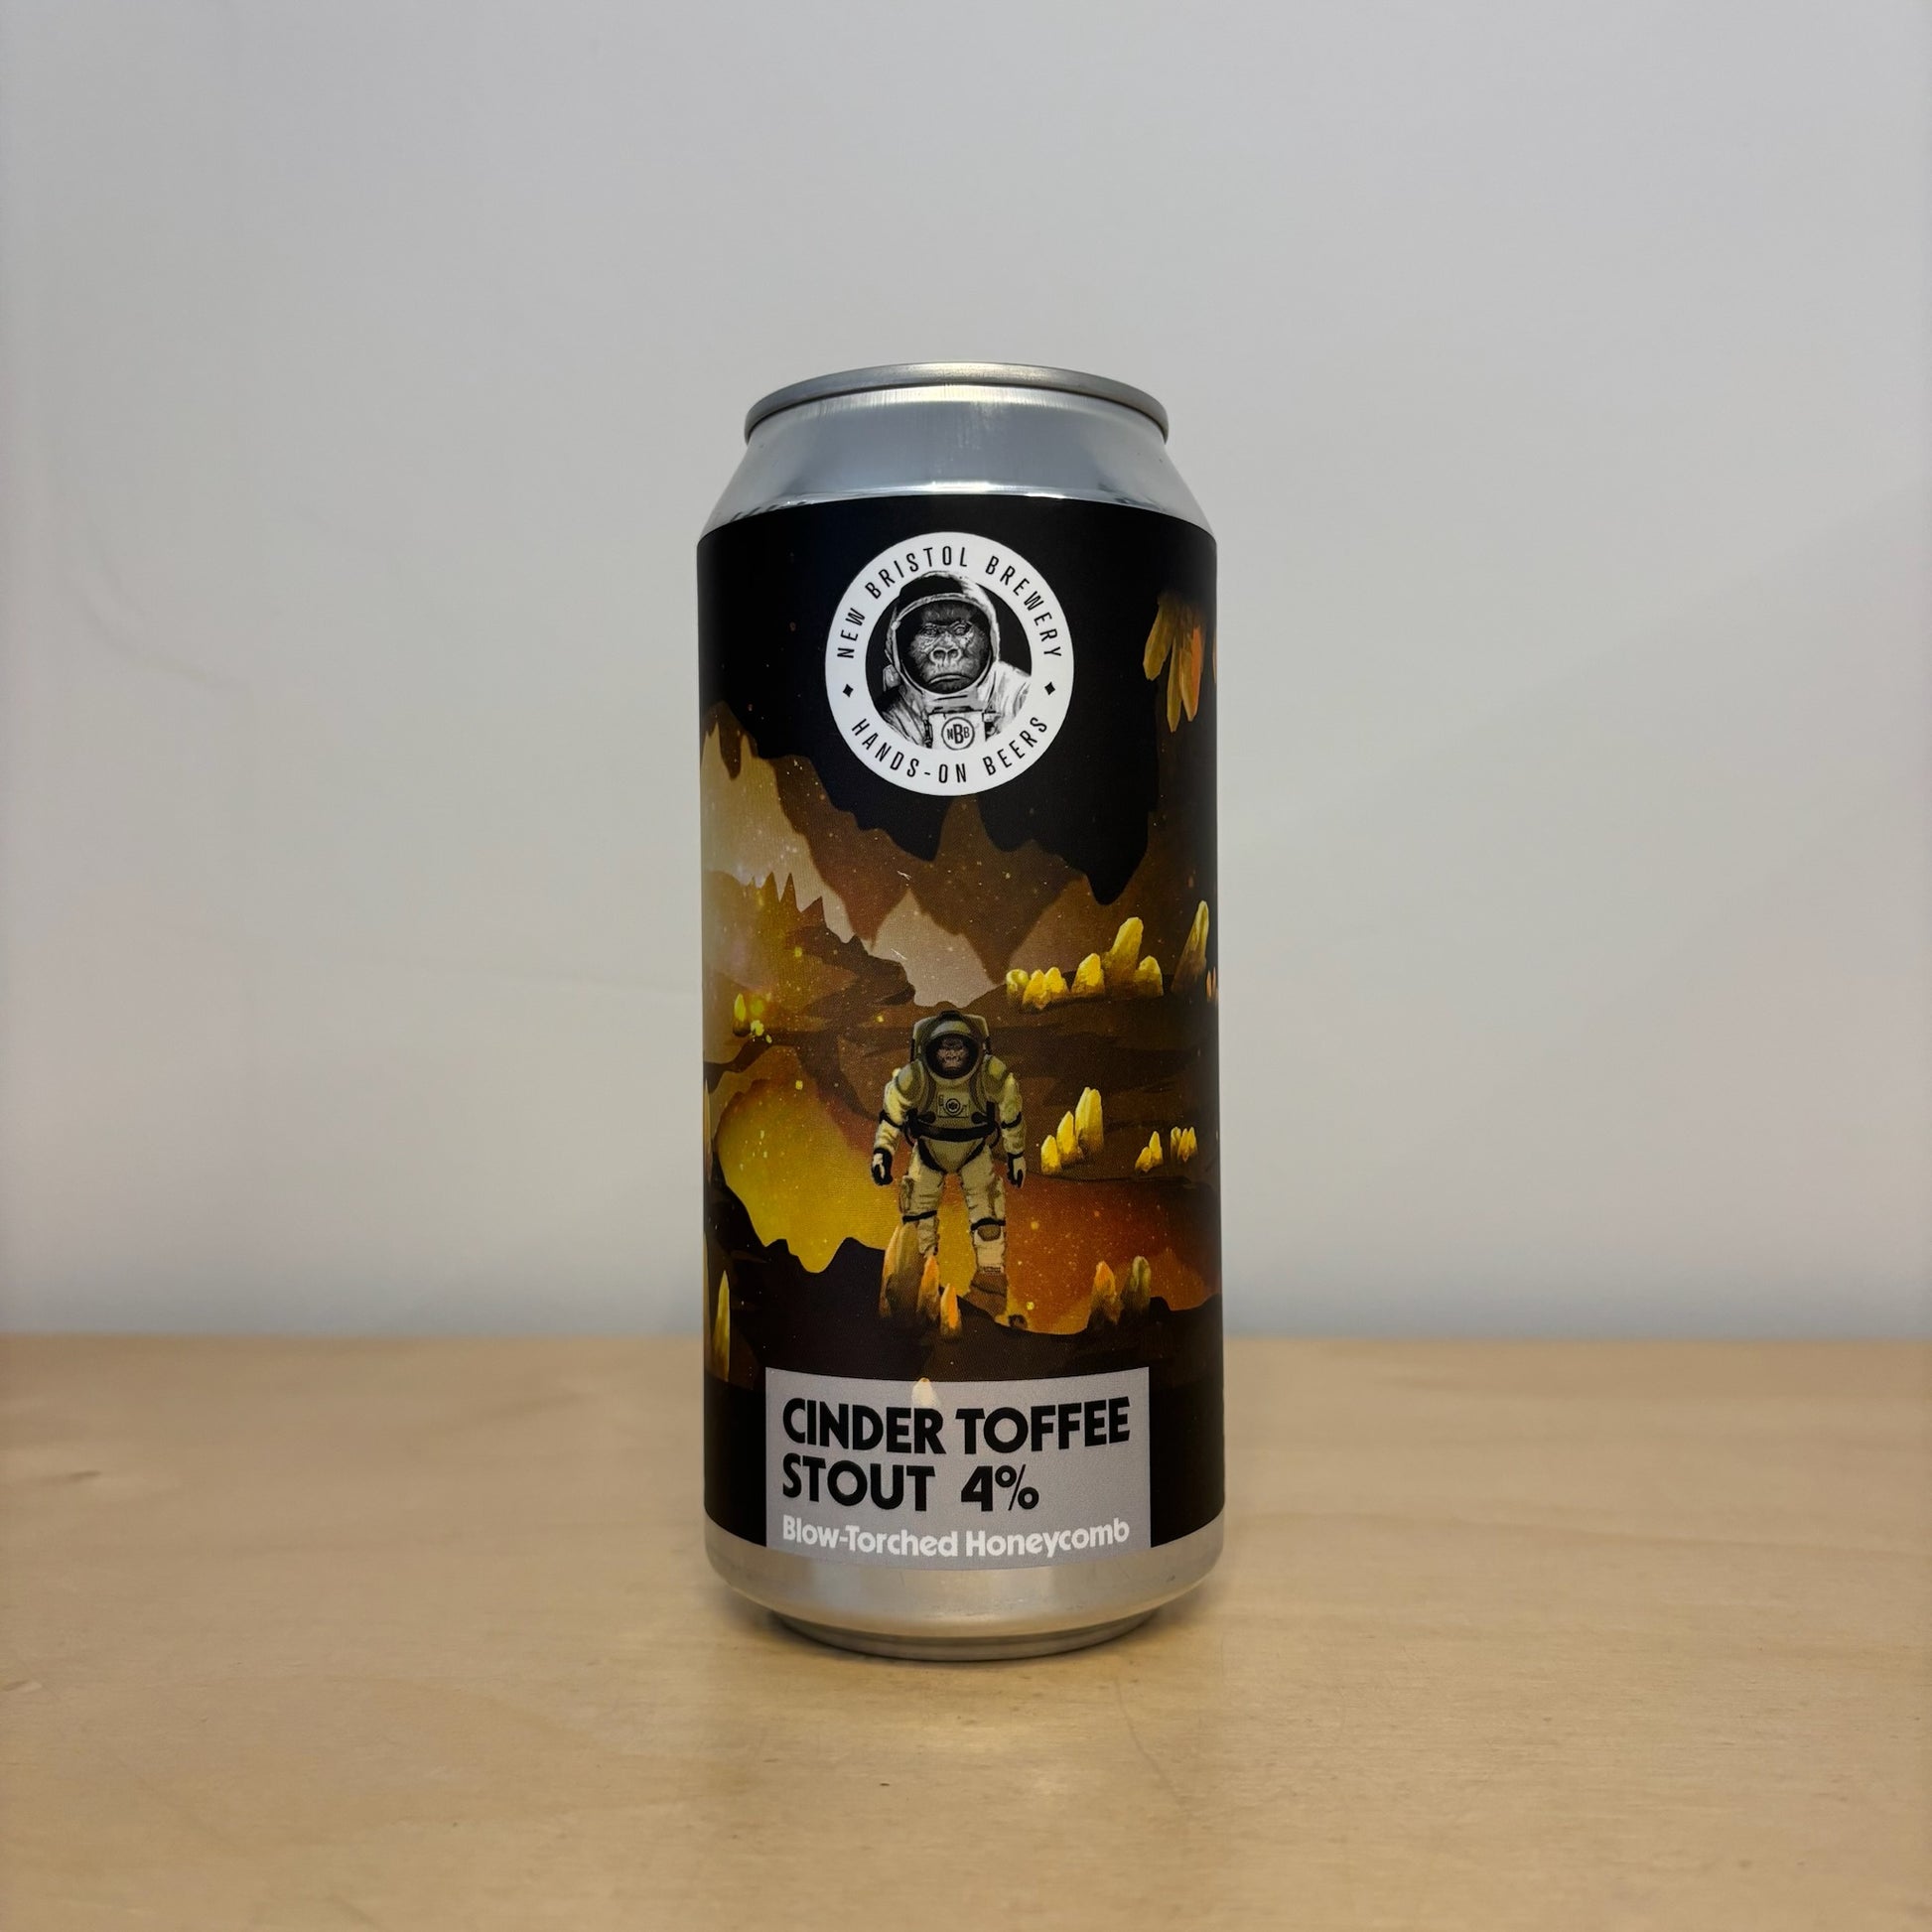 NEW BRISTOL BREWERY
NBB
HANDS-ON BEERS
CINDER TOFFEE
STOUT 4%
Blow-Torched Honeycomb